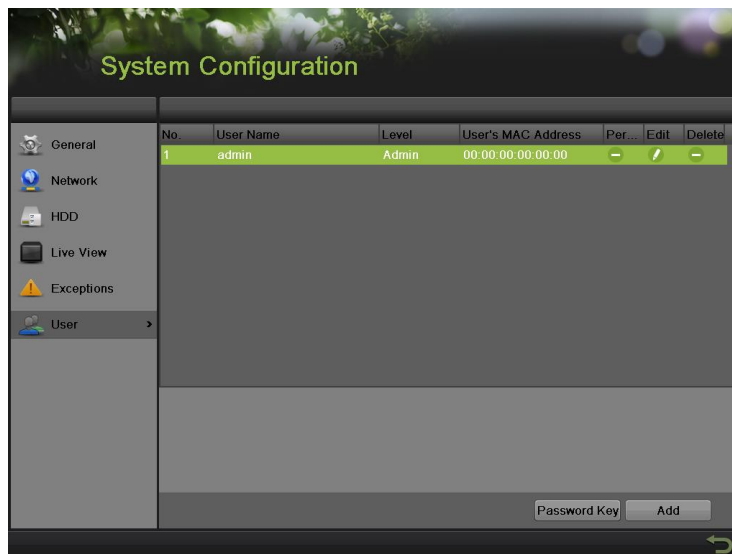 System Configuration
General
Network
HDD
Live View
Exceptions
User >
No. User Name Level User's MAC Address Per... Edit Delete
1 admin Admin 00:00:00:00:00:00
Password Key Add